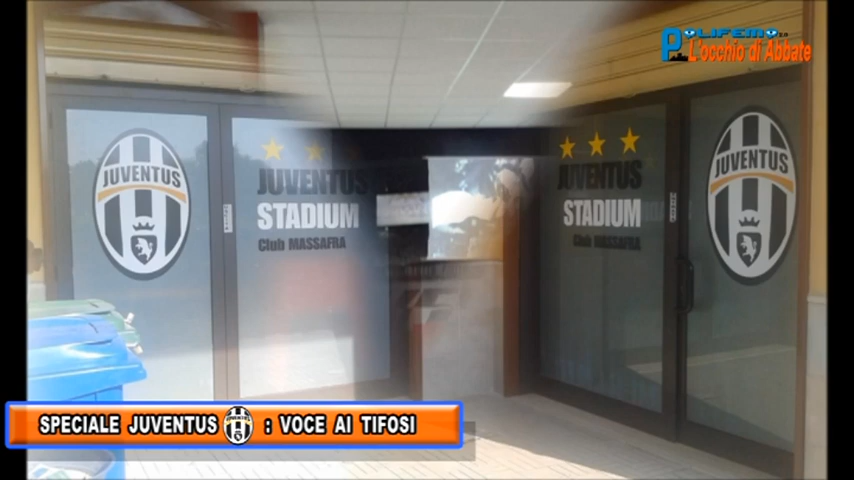 POLIFEMO
L'occhio di Abbate
JUVENTUS
JUVENTUS
STADIUM
Club MASSAFRA
JUVENTUS
STADIUM
Club MASSAFRA
JUVENTUS
SPECIALE JUVENTUS JUVENTUS : VOCE AI TIFOSI